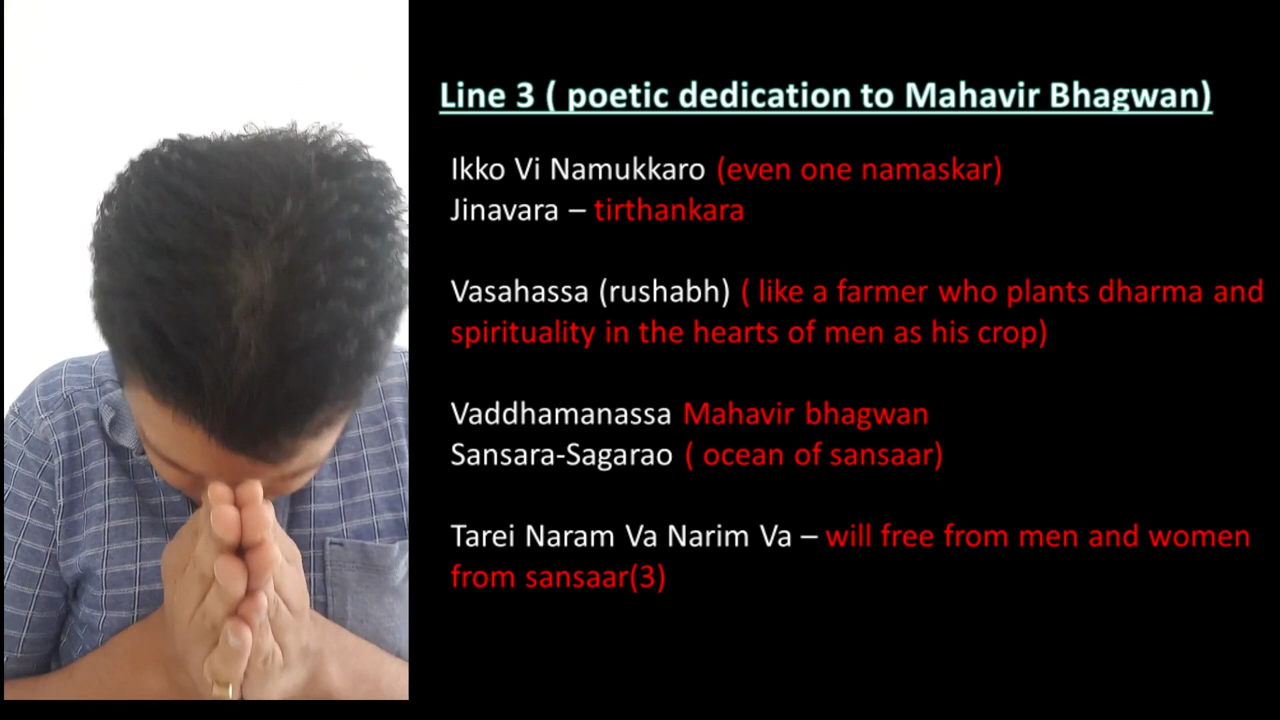 Line 3 ( poetic dedication to Mahavir Bhagwan)
Ikko Vi Namukkaro (even one namaskar)
Jinavara – tirthankara
Vasahassa (rushabh) ( like a farmer who plants dharma and
spirituality in the hearts of men as his crop)
Vaddhamanassa Mahavir bhagwan
Sansara-Sagarao ( ocean of sansaar)
Tarei Naram Va Narim Va – will free from men and women
from sansaar(3)